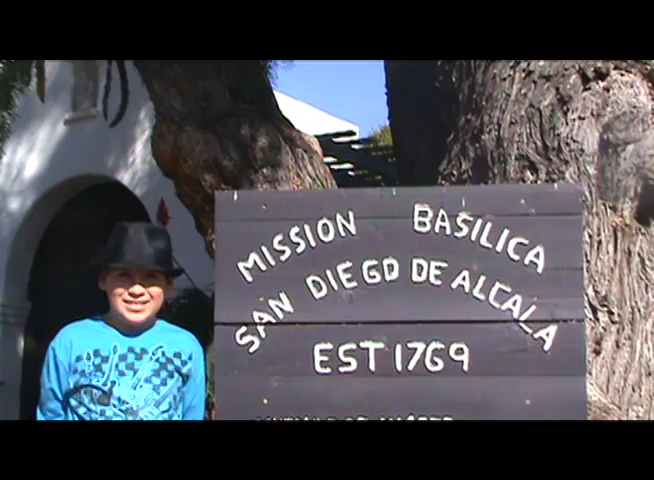 MISSION BASILICA
SAN DIEGO DE ALCALA
EST 1769